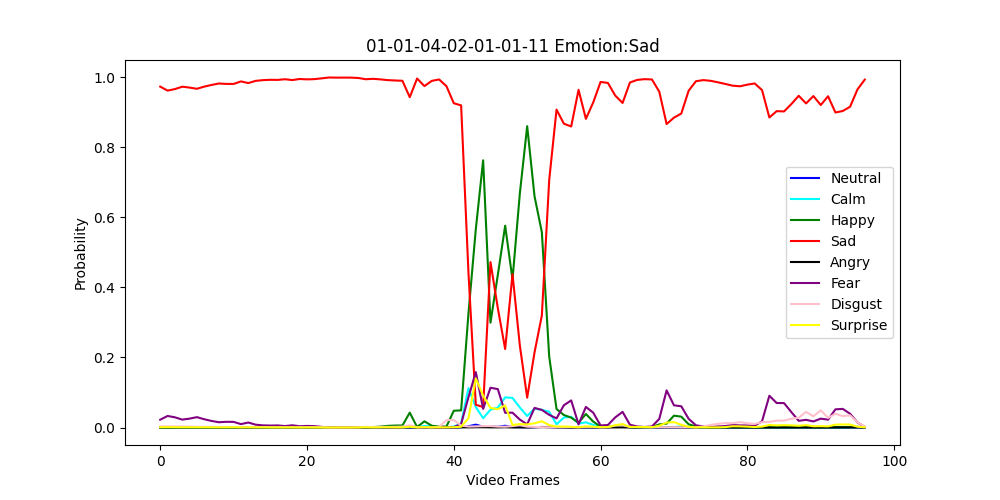 01-01-04-02-01-01-11 Emotion:Sad
1.0
0.8
0.6
0.4
0.2
0.0
Probability
0
20
40
60
80
100
Video Frames
Neutral
Calm
Happy
Sad
Angry
Fear
Disgust
Surprise